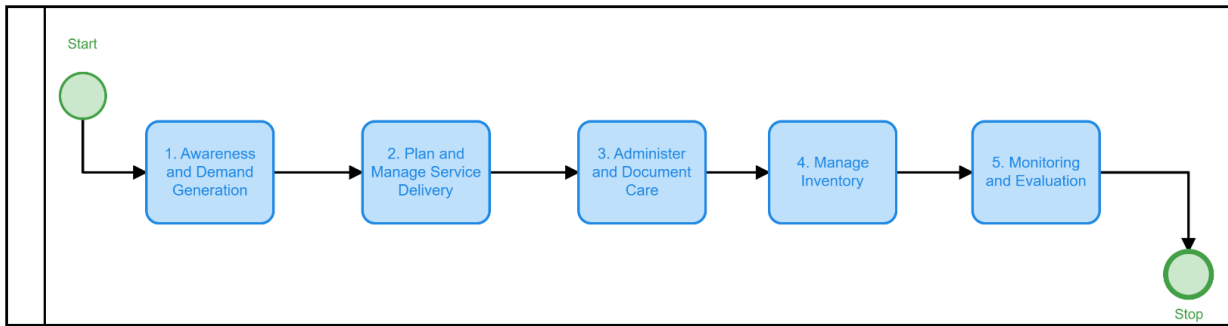 Start
1. Awareness
and Demand
Generation
2. Plan and
Manage Service
Delivery
3. Administer
and Document
Care
4. Manage
Inventory
5. Monitoring
and Evaluation
Stop